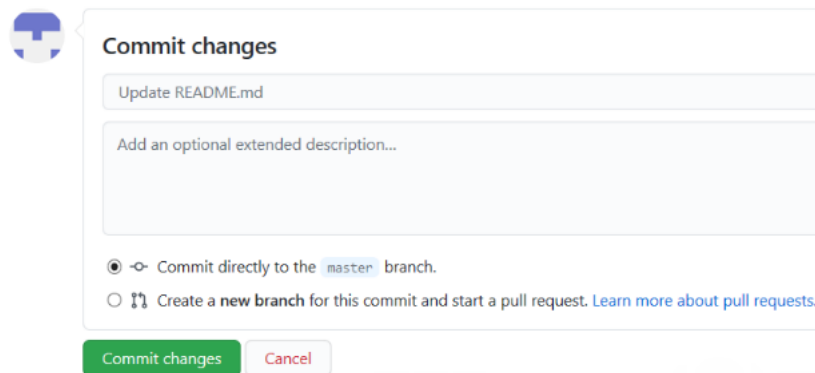 Commit changes
Update README.md
Add an optional extended description...
Commit directly to the master branch.
Create a new branch for this commit and start a pull request. Learn more about pull requests.
Commit changes Cancel